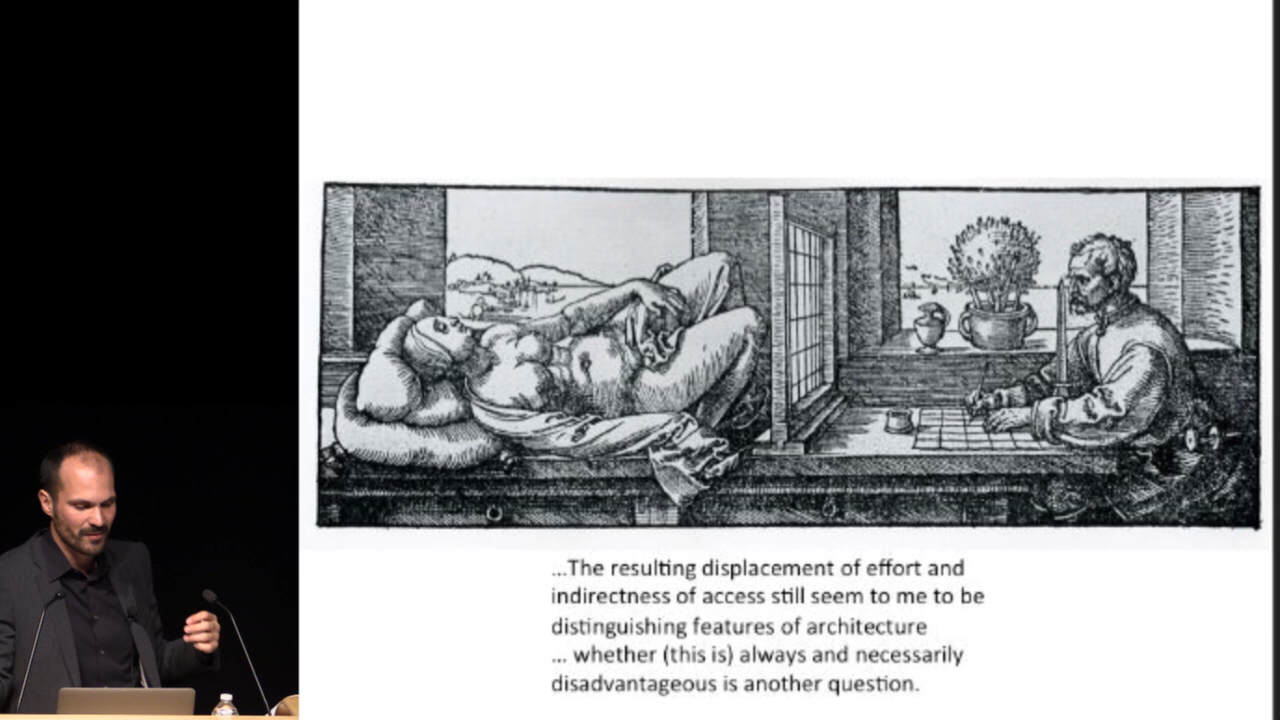 ...The resulting displacement of effort and
indirectness of access still seem to me to be
distinguishing features of architecture
... whether (this is) always and necessarily
disadvantageous is another question.